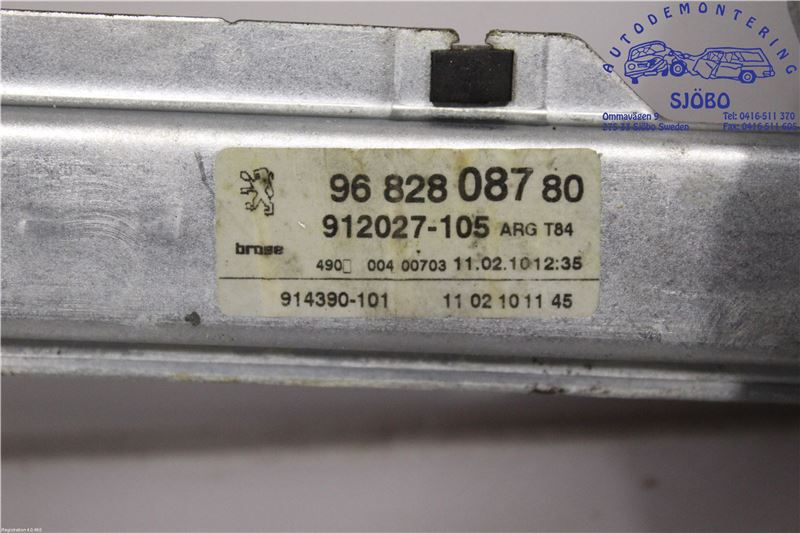 AUTODEMONTERING
SJÖBO
Ommavägen 9
275 33 Sjöbo Sweden
Tel: 0416-511 370
Fax: 0416-511 605
96 828 087 80
912027-105 ARG T84
brose
490 004 00703 11.02.10 12:35
914390-101 11 02 10 11 45